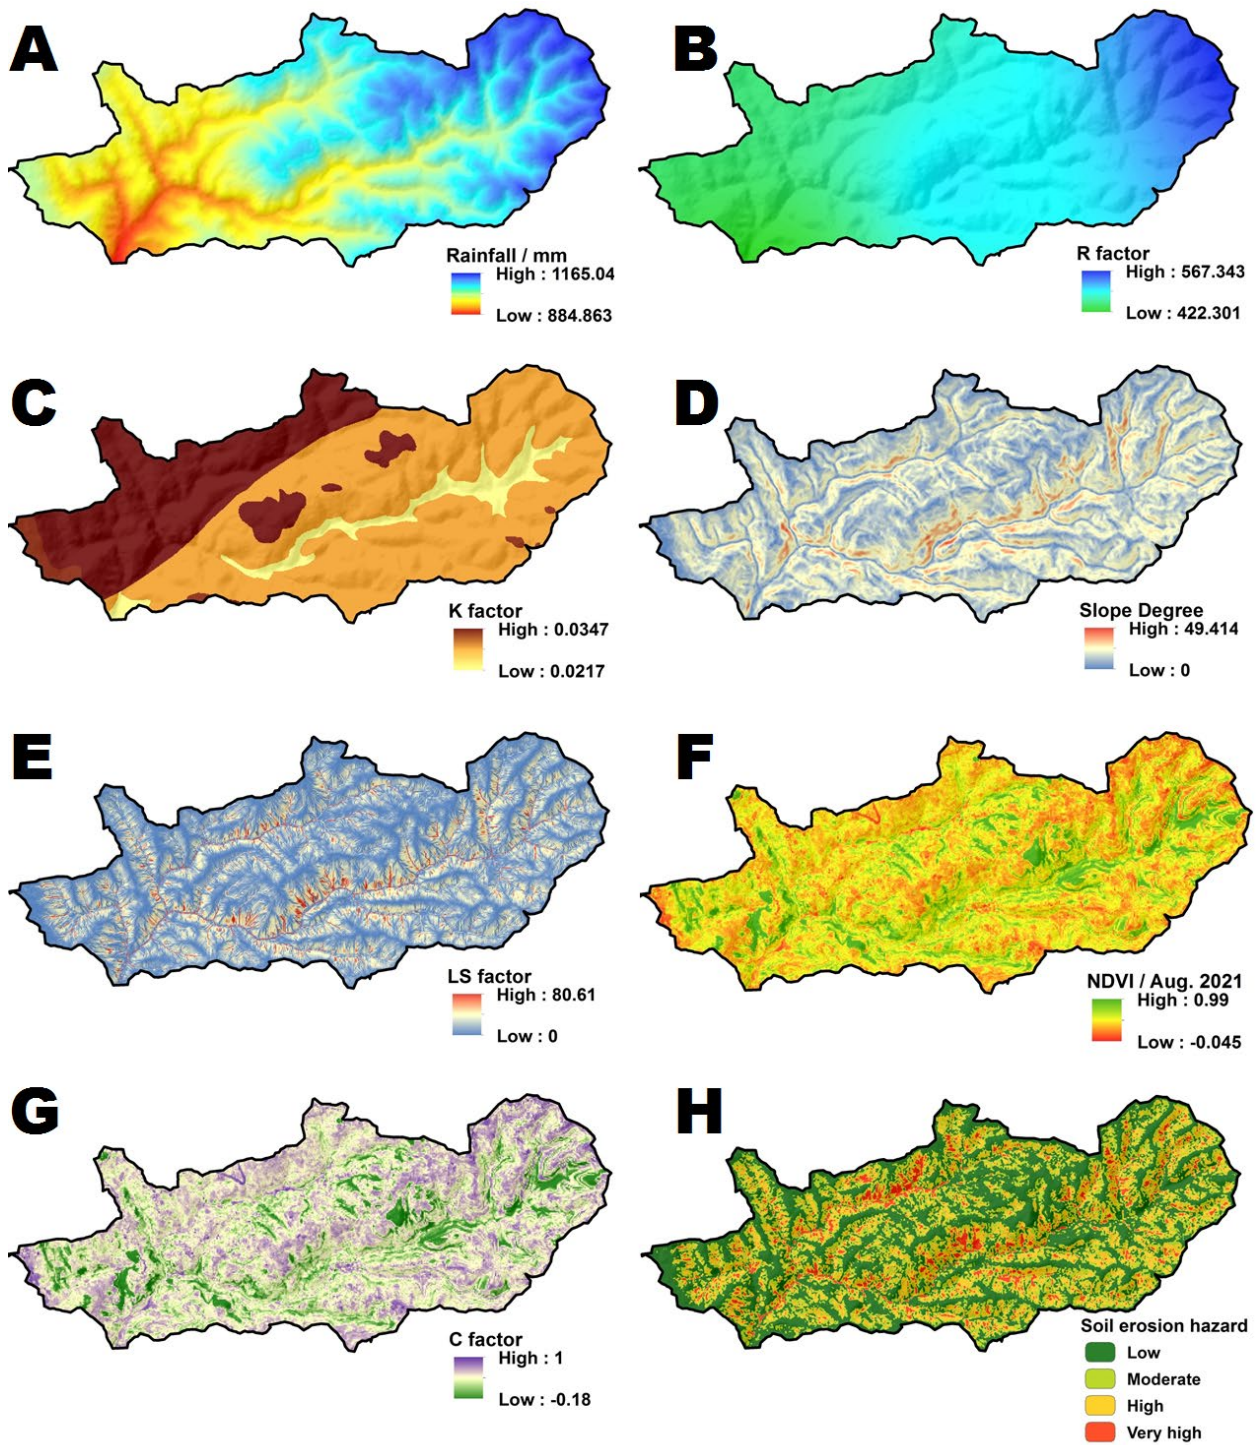 A
Rainfall / mm
High : 1165.04
Low : 884.863
B
R factor
High : 567.343
Low : 422.301
C
K factor
High : 0.0347
Low : 0.0217
D
Slope Degree
High : 49.414
Low : 0
E
LS factor
High : 80.61
Low : 0
F
NDVI / Aug. 2021
High : 0.99
Low : -0.045
G
C factor
High : 1
Low : -0.18
H
Soil erosion hazard
Low
Moderate
High
Very high